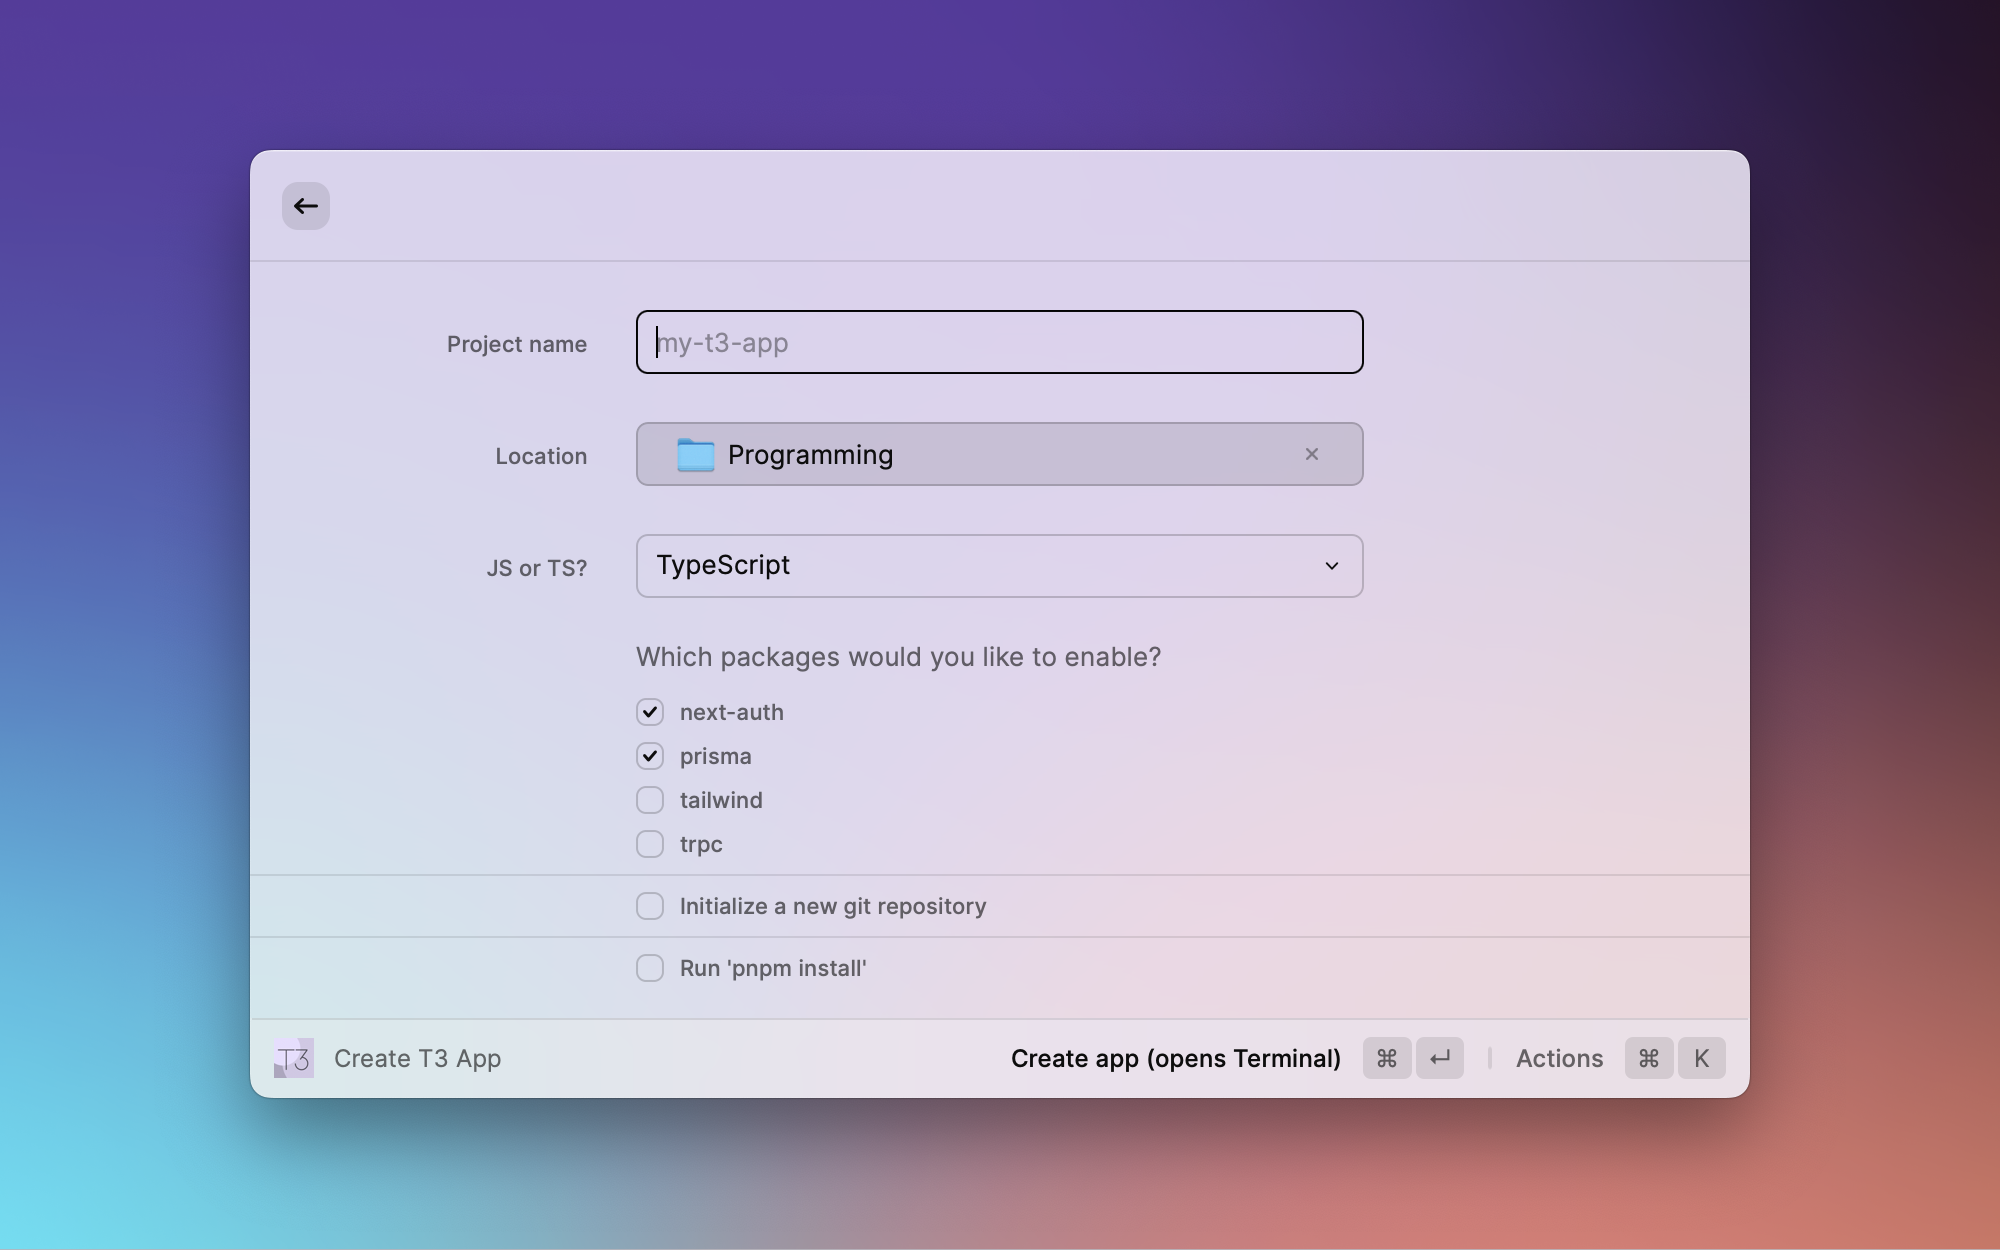 Project name
my-t3-app
Location
Programming
JS or TS?
TypeScript
Which packages would you like to enable?
next-auth
prisma
tailwind
trpc
Initialize a new git repository
Run 'pnpm install'
T3 Create T3 App
Create app (opens Terminal) ⌘ ↵ | Actions ⌘ K